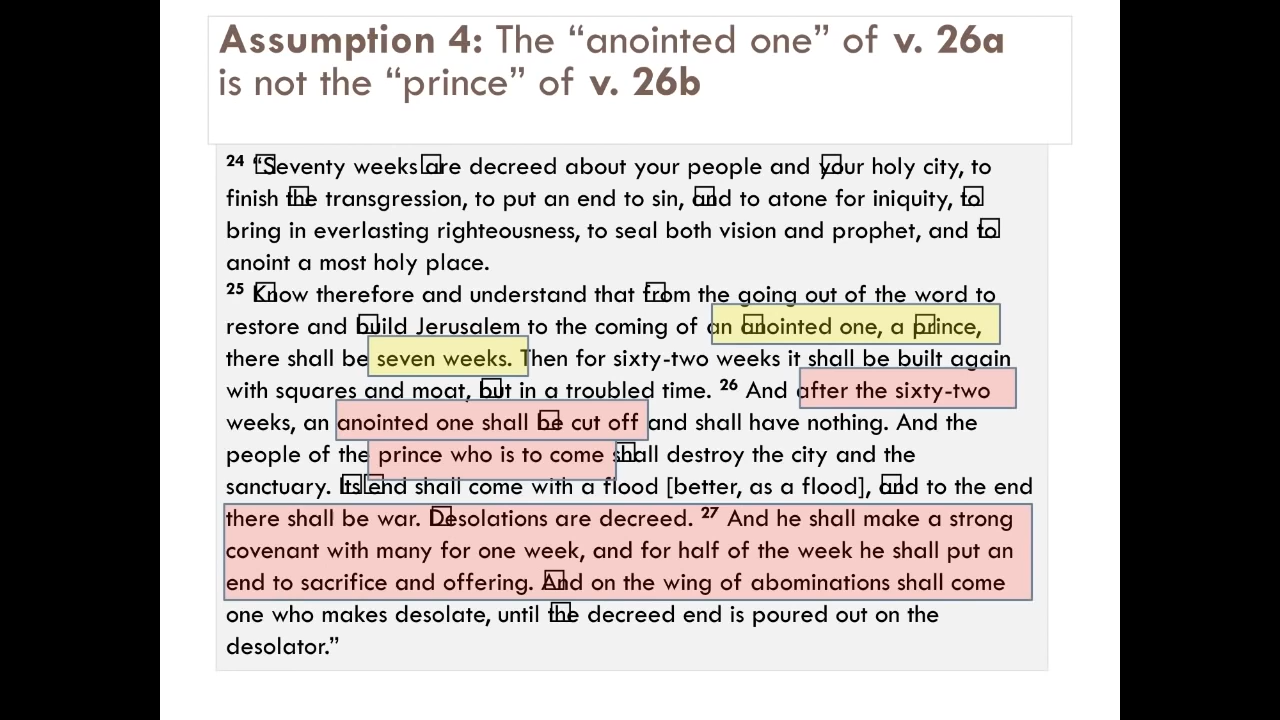 Assumption 4: The “anointed one” of v. 26a
is not the “prince” of v. 26b
24 “Seventy weeks are decreed about your people and your holy city, to
finish the transgression, to put an end to sin, and to atone for iniquity, to
bring in everlasting righteousness, to seal both vision and prophet, and to
anoint a most holy place.
25 Know therefore and understand that from the going out of the word to
restore and build Jerusalem to the coming of an anointed one, a prince,
there shall be seven weeks. Then for sixty-two weeks it shall be built again
with squares and moat, but in a troubled time. 26 And after the sixty-two
weeks, an anointed one shall be cut off and shall have nothing. And the
people of the prince who is to come shall destroy the city and the
sanctuary. Its end shall come with a flood [better, as a flood], and to the end
there shall be war. Desolations are decreed. 27 And he shall make a strong
covenant with many for one week, and for half of the week he shall put an
end to sacrifice and offering. And on the wing of abominations shall come
one who makes desolate, until the decreed end is poured out on the
desolator.”